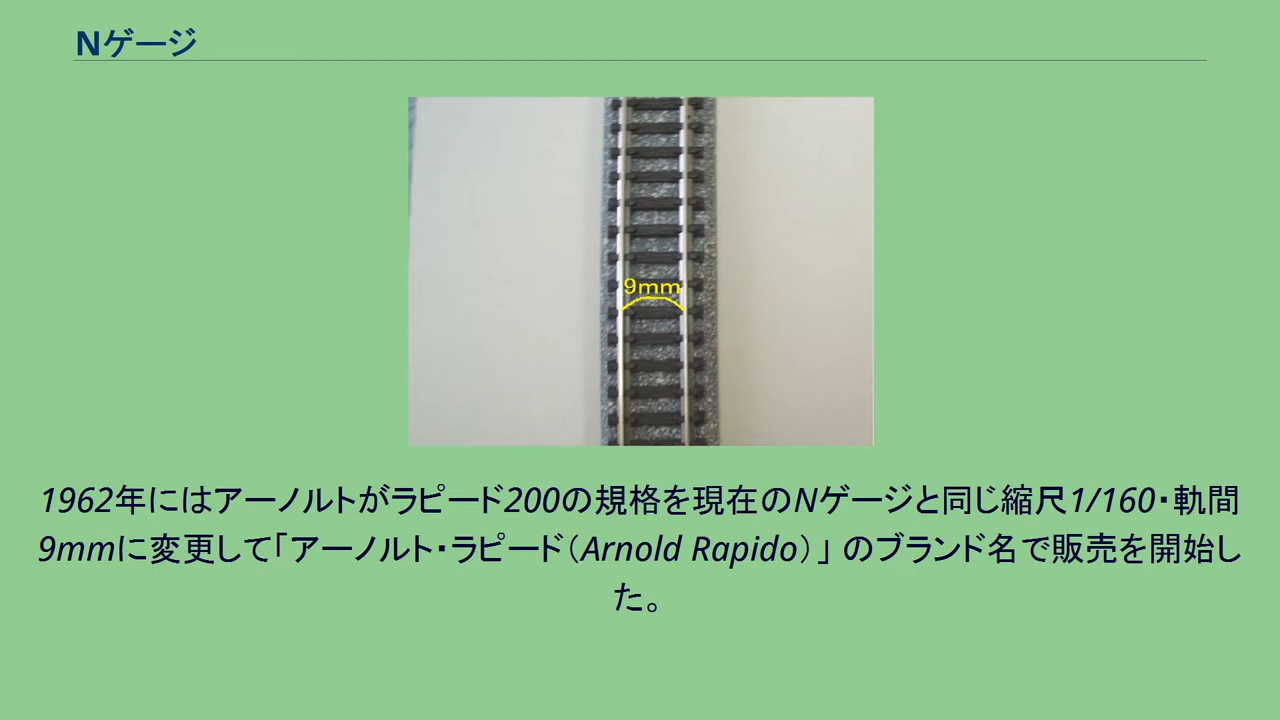 Nゲージ
9mm
1962年にはアーノルトがラピード200の規格を現在のNゲージと同じ縮尺1/160・軌間
9mmに変更して「アーノルト・ラピード（Arnold Rapido）」のブランド名で販売を開始し
た。